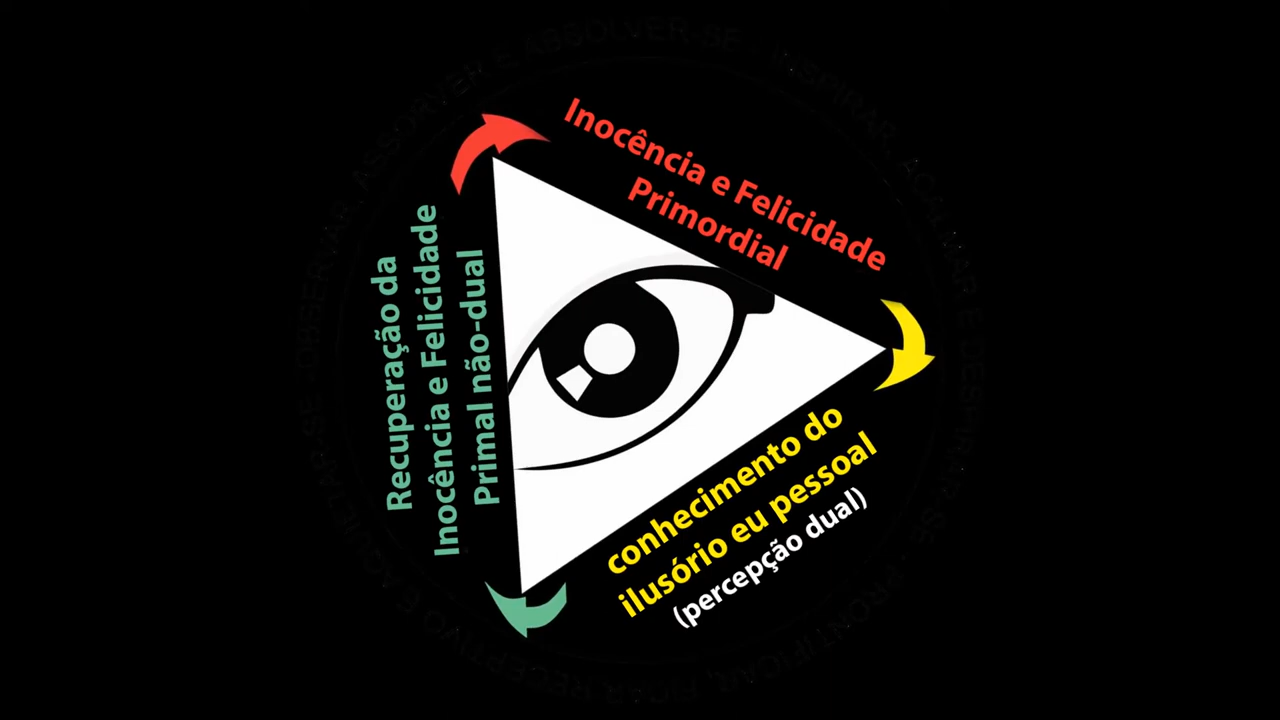 Inocência e Felicidade
Primordial
conhecimento do
ilusório eu pessoal
(percepção dual)
Recuperação da
Inocência e Felicidade
Primal não-dual